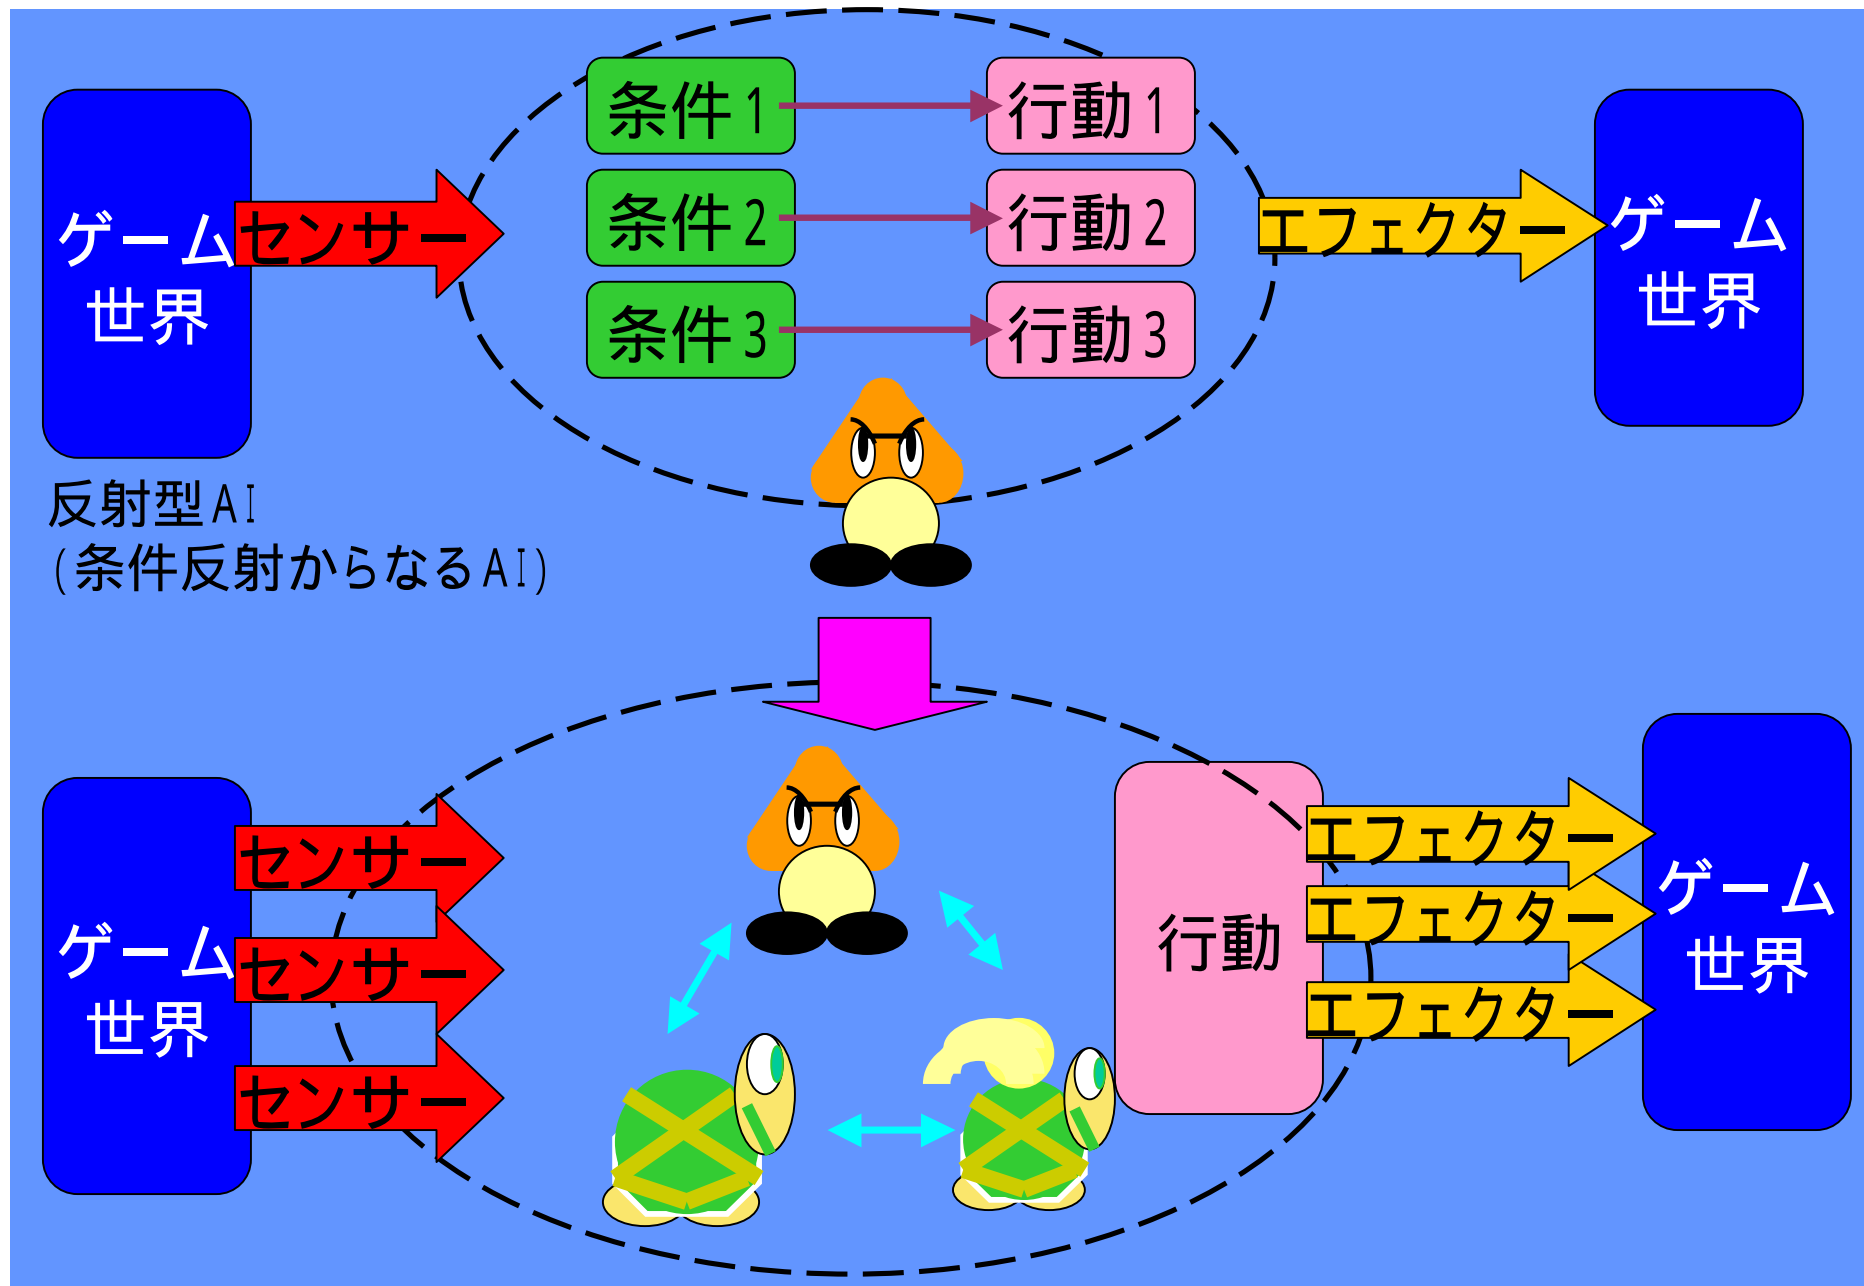 ゲーム
世界
センサー
条件1
行動1
条件2
行動2
条件3
行動3
エフェクター
ゲーム
世界
反射型AI
(条件反射からなるAI)
ゲーム
世界
センサー
センサー
センサー
行動
エフェクター
エフェクター
エフェクター
ゲーム
世界